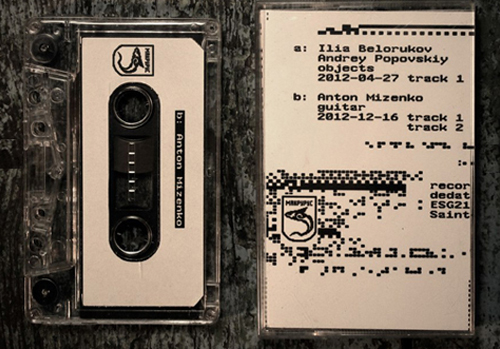 b: Anton Mizenko
a: Ilia Belorukov
Andrey Popovskiy
objects
2012-04-27 track 1
b: Anton Mizenko
guitar
2012-12-16 track 1
track 2
recor
dedat
ESG21
Saint